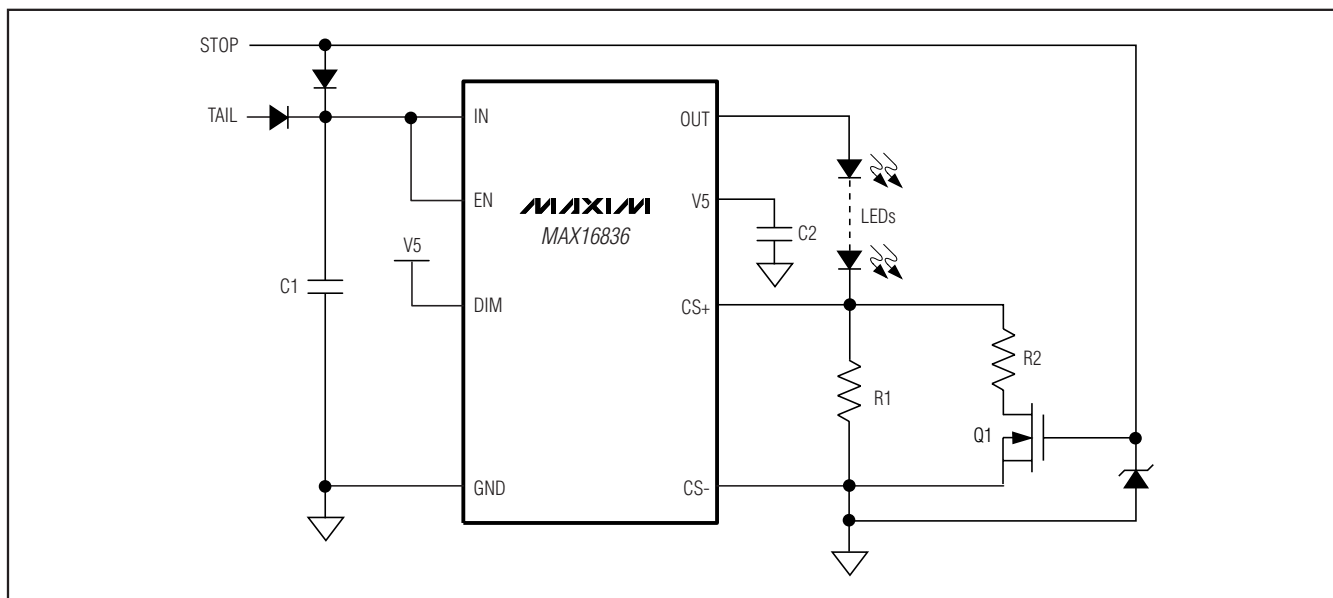 STOP
TAIL
IN
OUT
EN
V5
MAXIM
MAX16836
LEDs
C2
V5
C1
DIM
CS+
R2
R1
Q1
GND
CS-